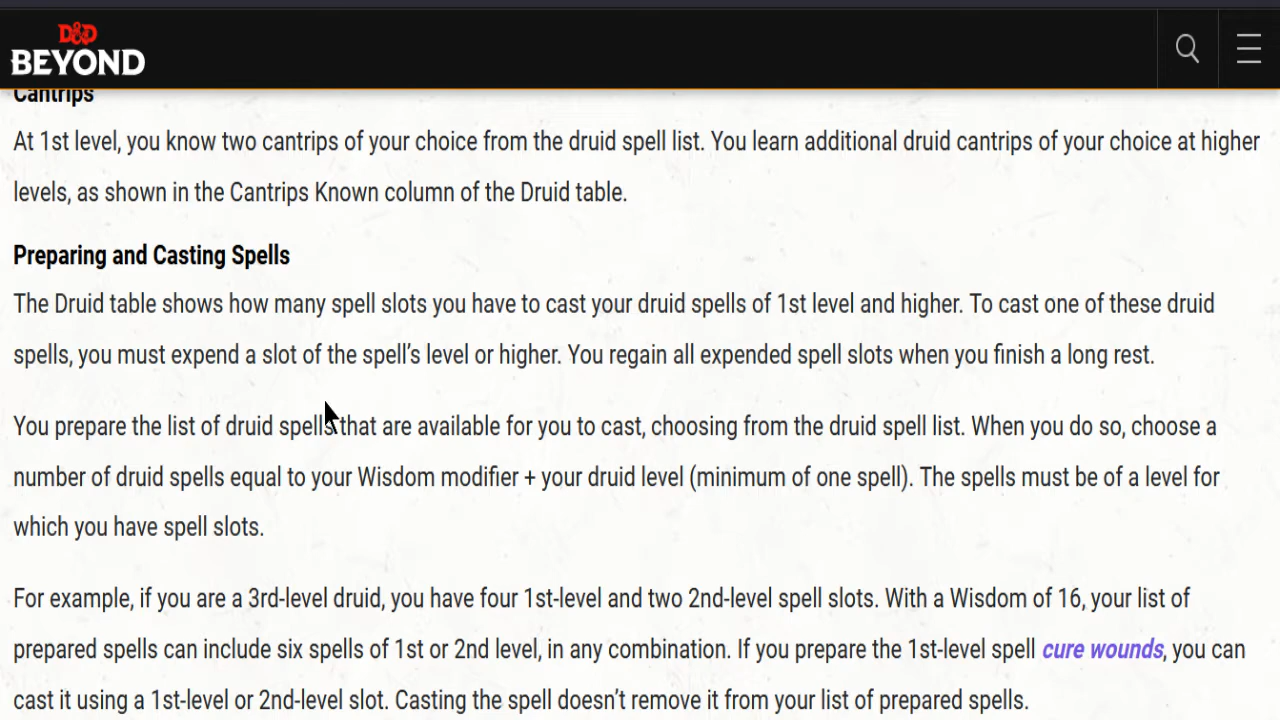 D&D
BEYOND
Cantrips
At 1st level, you know two cantrips of your choice from the druid spell list. You learn additional druid cantrips of your choice at higher
levels, as shown in the Cantrips Known column of the Druid table.
Preparing and Casting Spells
The Druid table shows how many spell slots you have to cast your druid spells of 1st level and higher. To cast one of these druid
spells, you must expend a slot of the spell’s level or higher. You regain all expended spell slots when you finish a long rest.
You prepare the list of druid spells that are available for you to cast, choosing from the druid spell list. When you do so, choose a
number of druid spells equal to your Wisdom modifier + your druid level (minimum of one spell). The spells must be of a level for
which you have spell slots.
For example, if you are a 3rd-level druid, you have four 1st-level and two 2nd-level spell slots. With a Wisdom of 16, your list of
prepared spells can include six spells of 1st or 2nd level, in any combination. If you prepare the 1st-level spell cure wounds, you can
cast it using a 1st-level or 2nd-level slot. Casting the spell doesn’t remove it from your list of prepared spells.